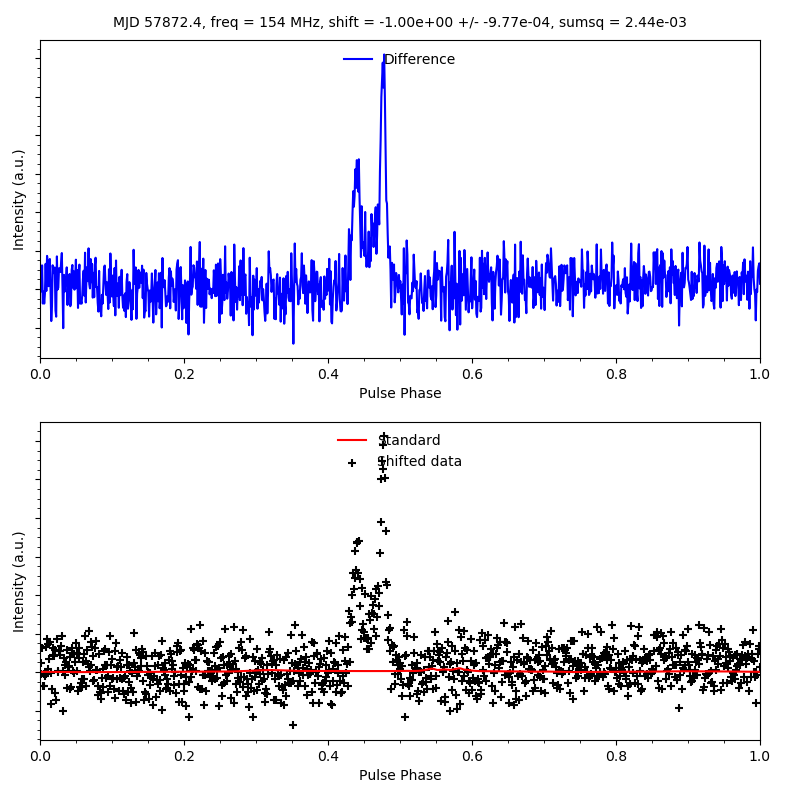 MJD 57872.4, freq = 154 MHz, shift = -1.00e+00 +/- -9.77e-04, sumsq = 2.44e-03
Difference
Intensity (a.u.)
0.0 0.2 0.4 0.6 0.8 1.0
Pulse Phase
Standard
Shifted data
Intensity (a.u.)
0.0 0.2 0.4 0.6 0.8 1.0
Pulse Phase